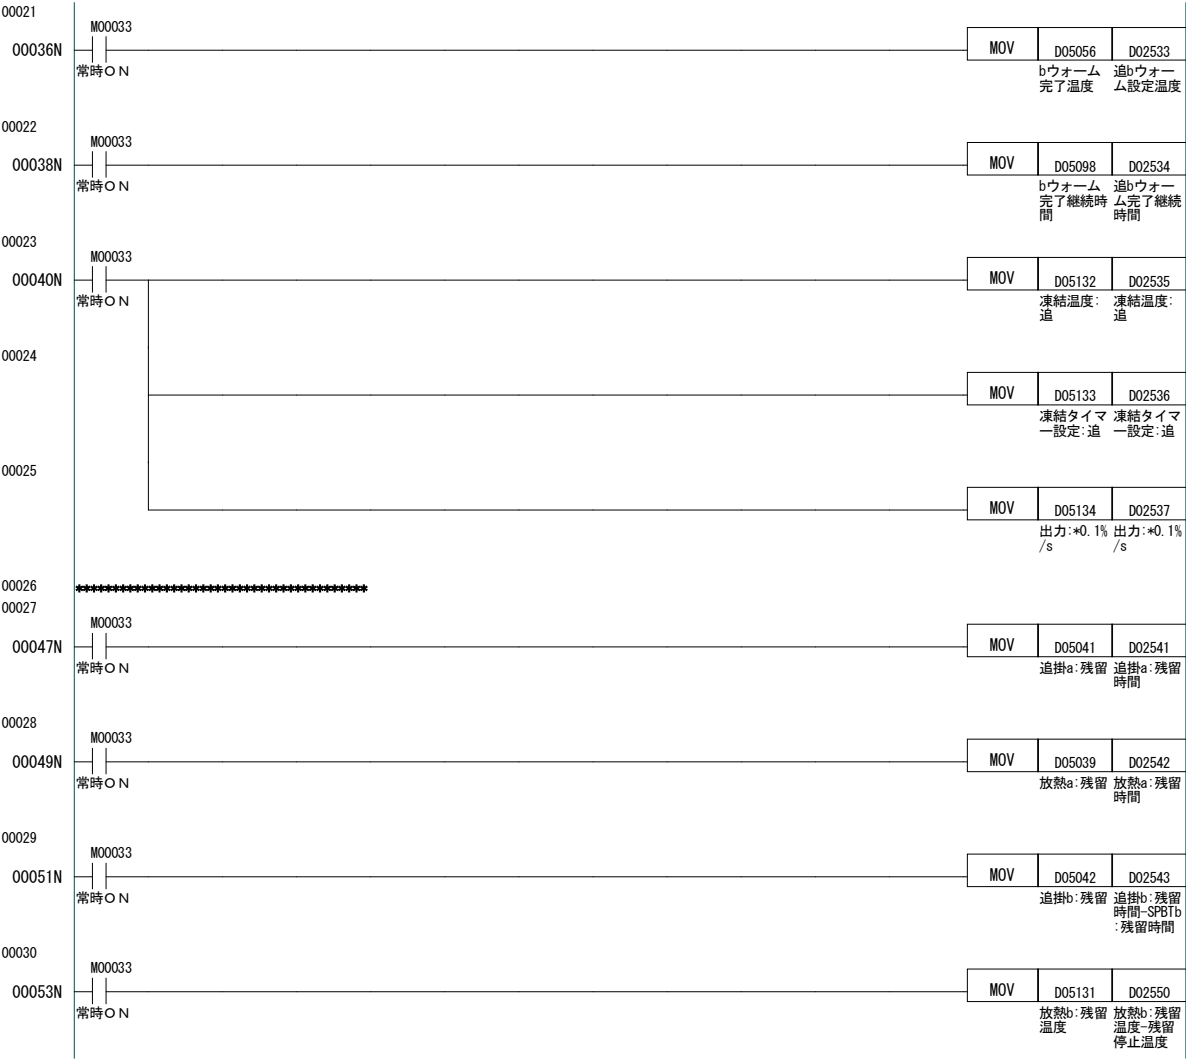 00021
M00033
00036N
常時ＯＮ
MOV D05056 D02533
bウォーム 追bウォー
完了温度 ム設定温度
00022
M00033
00038N
常時ＯＮ
MOV D05098 D02534
bウォーム 追bウォー
完了継続時 ム完了継続
間 時間
00023
M00033
00040N
常時ＯＮ
MOV D05132 D02535
凍結温度: 凍結温度:
追 追
00024
MOV D05133 D02536
凍結タイマ 凍結タイマ
ー設定:追 ー設定:追
00025
MOV D05134 D02537
出力:*0.1% 出力:*0.1%
/s /s
00026
****************************************
00027
M00033
00047N
常時ＯＮ
MOV D05041 D02541
追掛a:残留 追掛a:残留
時間
00028
M00033
00049N
常時ＯＮ
MOV D05039 D02542
放熱a:残留 放熱a:残留
時間
00029
M00033
00051N
常時ＯＮ
MOV D05042 D02543
追掛b:残留 追掛b:残留
時間-SPBTb
:残留時間
00030
M00033
00053N
常時ＯＮ
MOV D05131 D02550
放熱b:残留 放熱b:残留
温度 温度-残留
停止温度